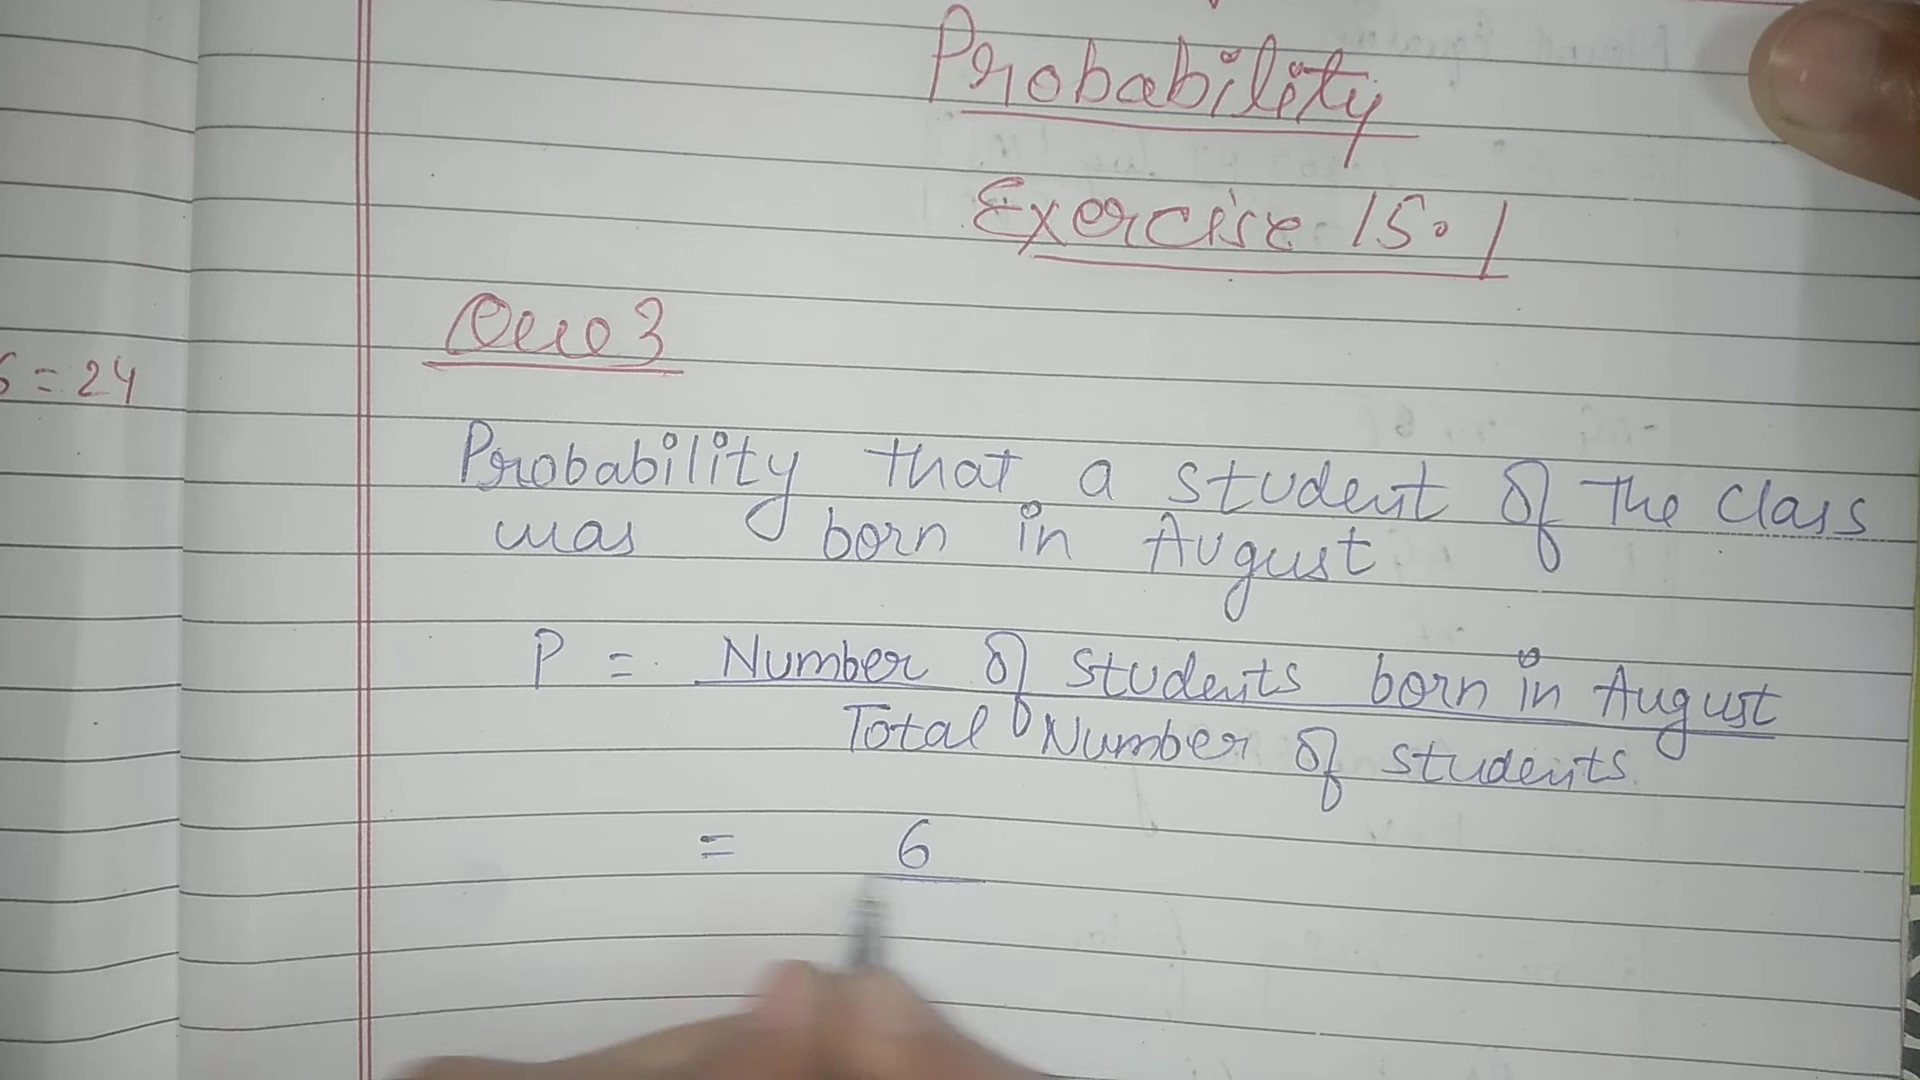 Probability
Exercise 15.1
Que 3
= 24
Probability that a student of the class
was born in August
P = Number of students born in August
Total Number of students
= 6